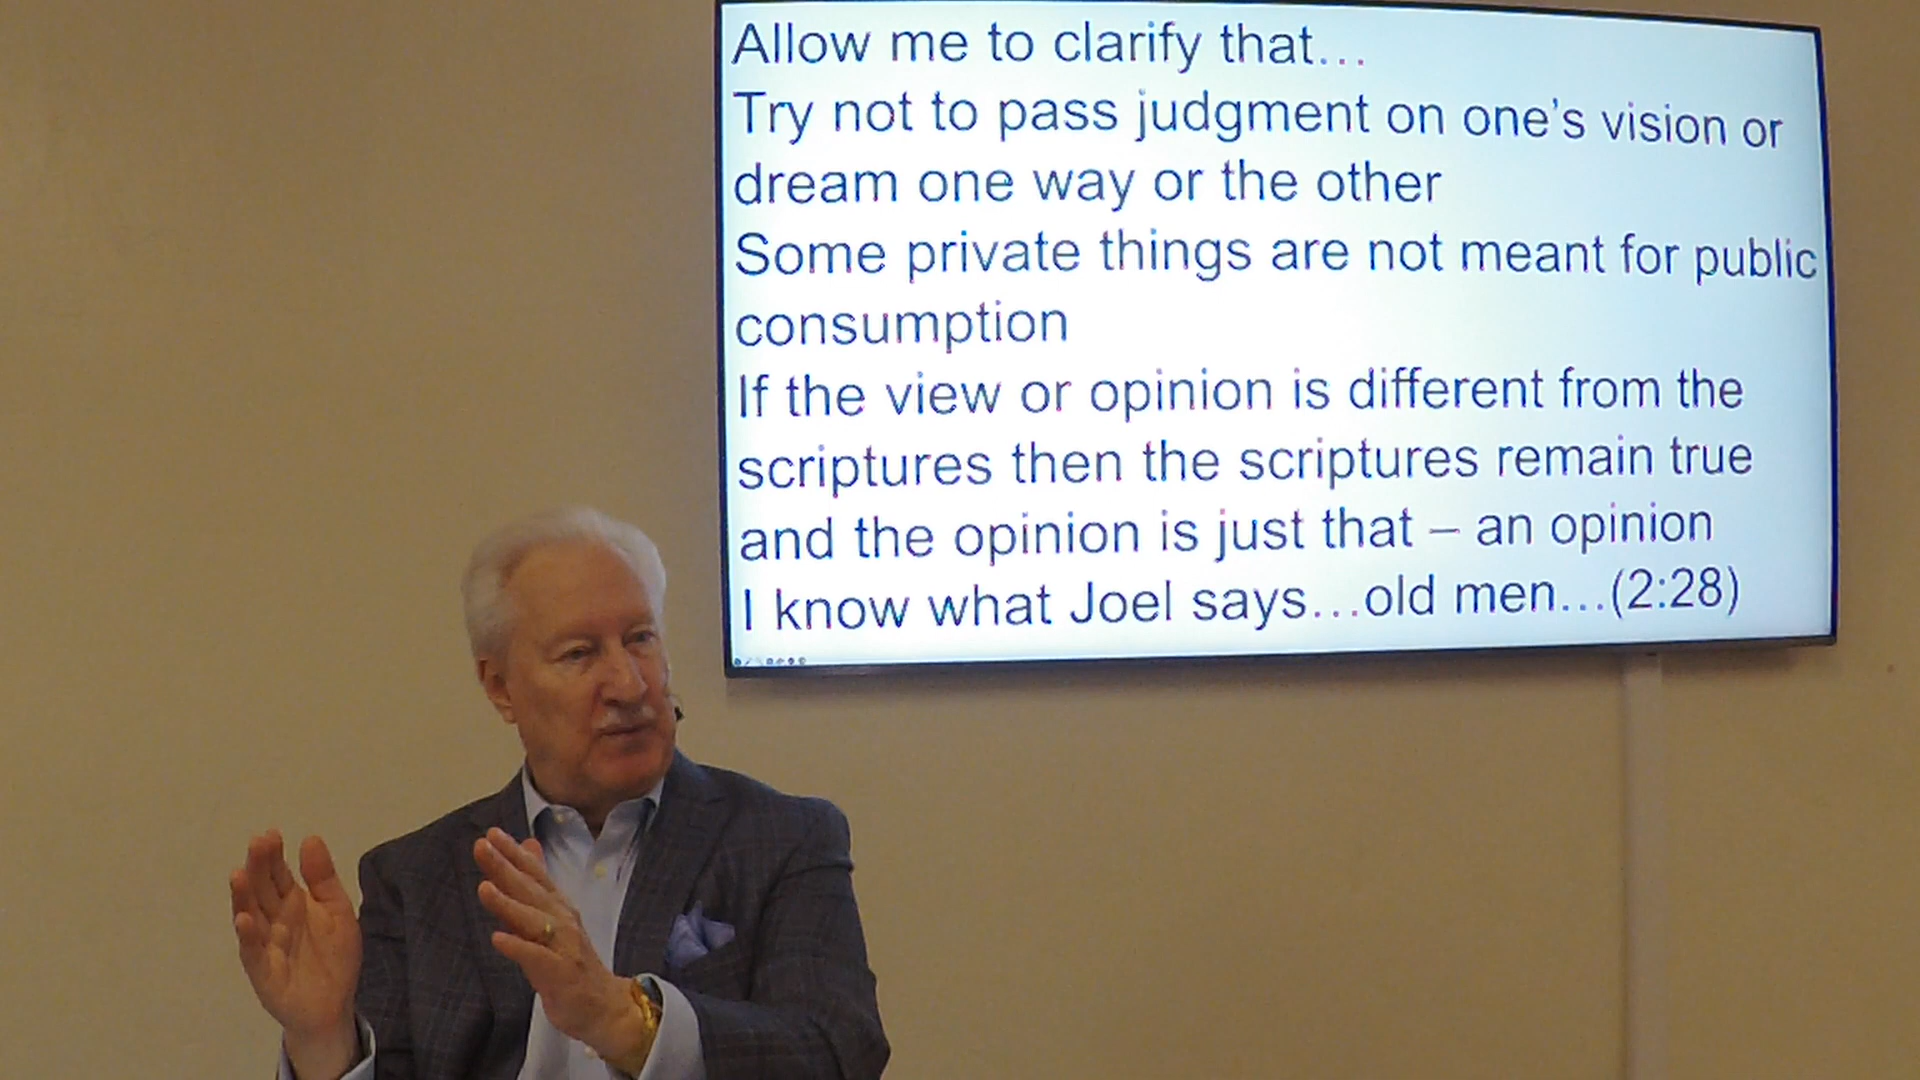 Allow me to clarify that…
Try not to pass judgment on one’s vision or
dream one way or the other
Some private things are not meant for public
consumption
If the view or opinion is different from the
scriptures then the scriptures remain true
and the opinion is just that – an opinion
I know what Joel says…old men…(2:28)